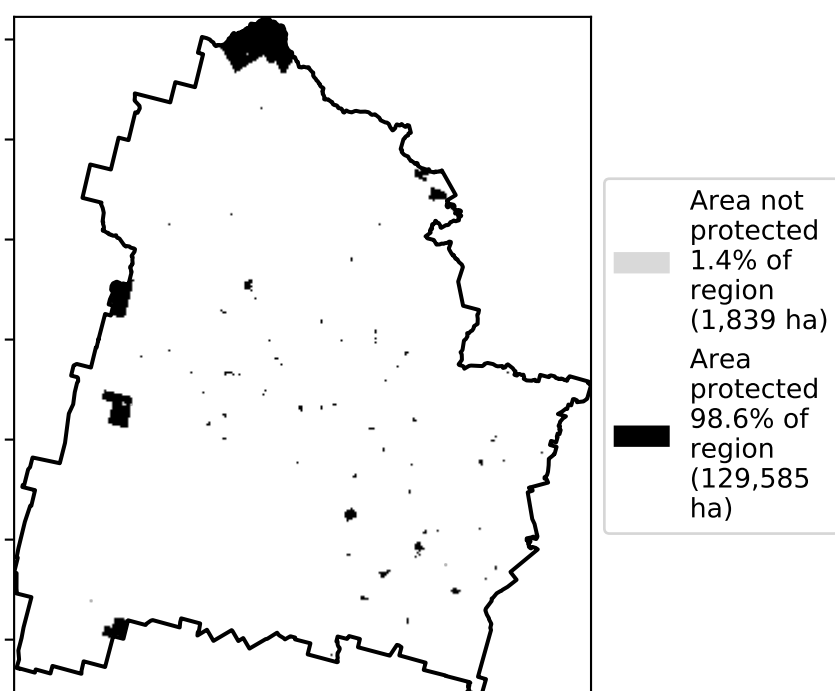 Area not
protected
1.4% of
region
(1,839 ha)
Area
protected
98.6% of
region
(129,585
ha)